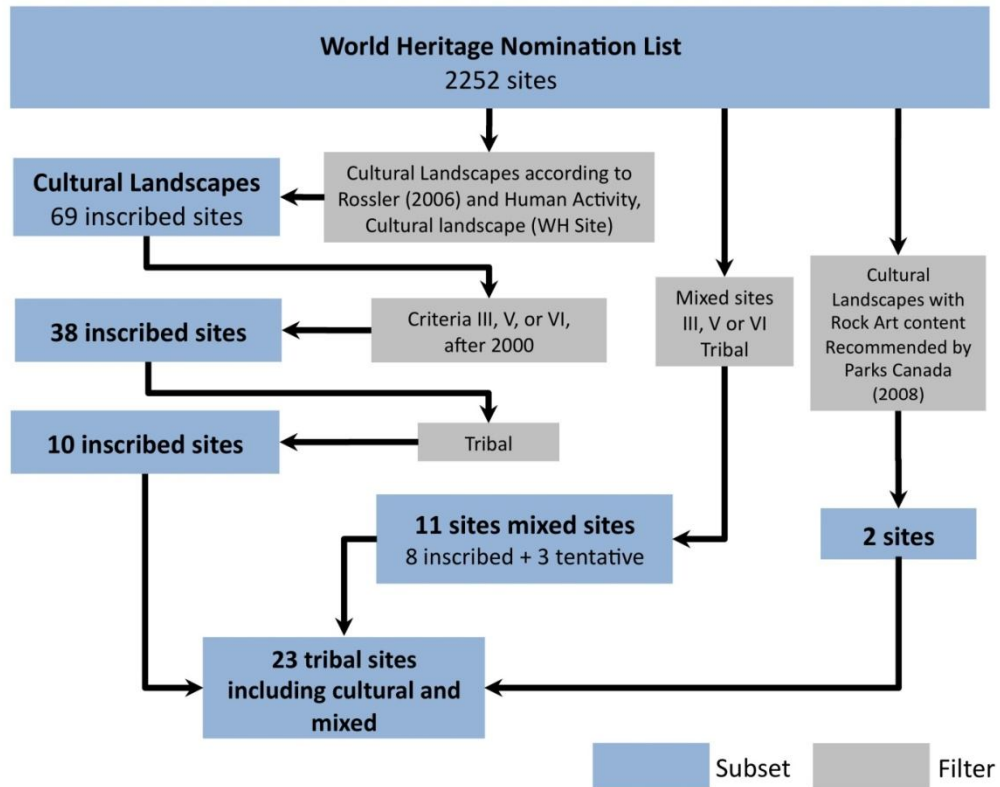 World Heritage Nomination List
2252 sites
Cultural Landscapes
69 inscribed sites
Cultural Landscapes according to
Rossler (2006) and Human Activity,
Cultural landscape (WH Site)
38 inscribed sites
Criteria III, V, or VI,
after 2000
Mixed sites
III, V or VI
Tribal
Cultural
Landscapes with
Rock Art content
Recommended by
Parks Canada
(2008)
10 inscribed sites
Tribal
11 sites mixed sites
8 inscribed + 3 tentative
2 sites
23 tribal sites
including cultural and
mixed
Subset
Filter